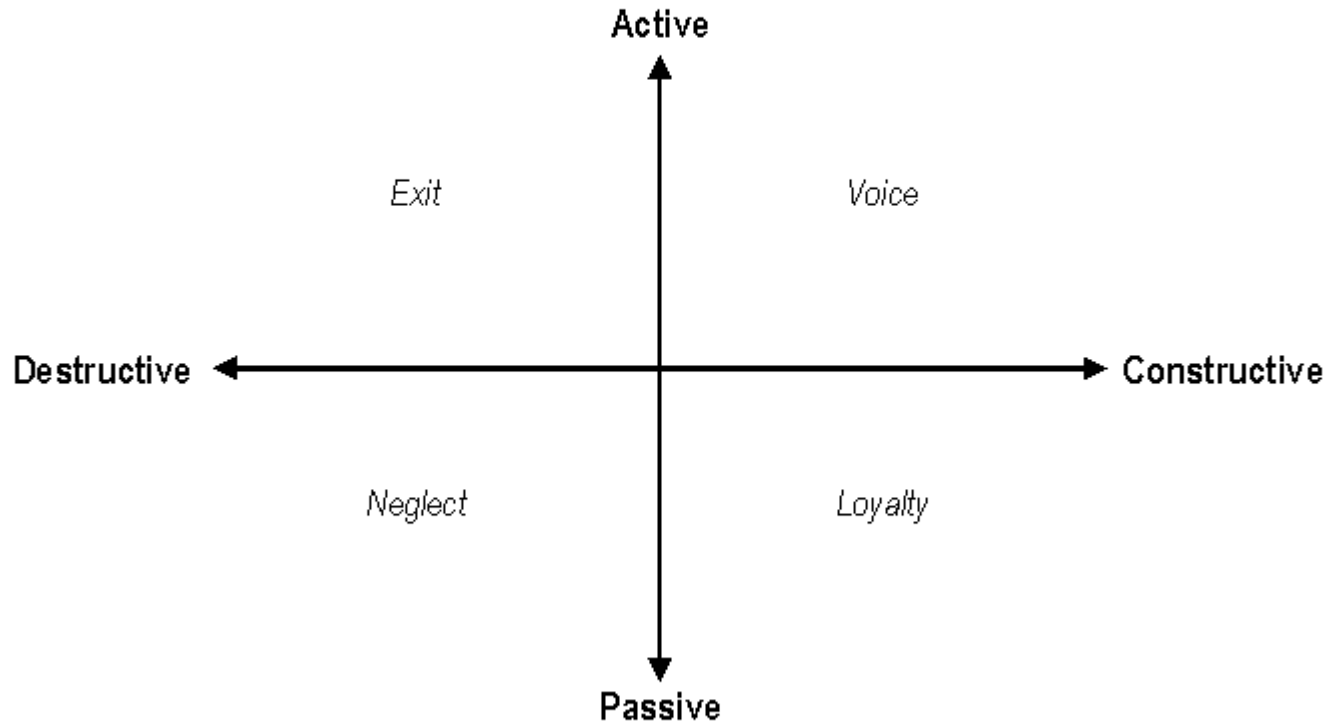 Active
Exit
Voice
Destructive
Constructive
Neglect
Loyalty
Passive